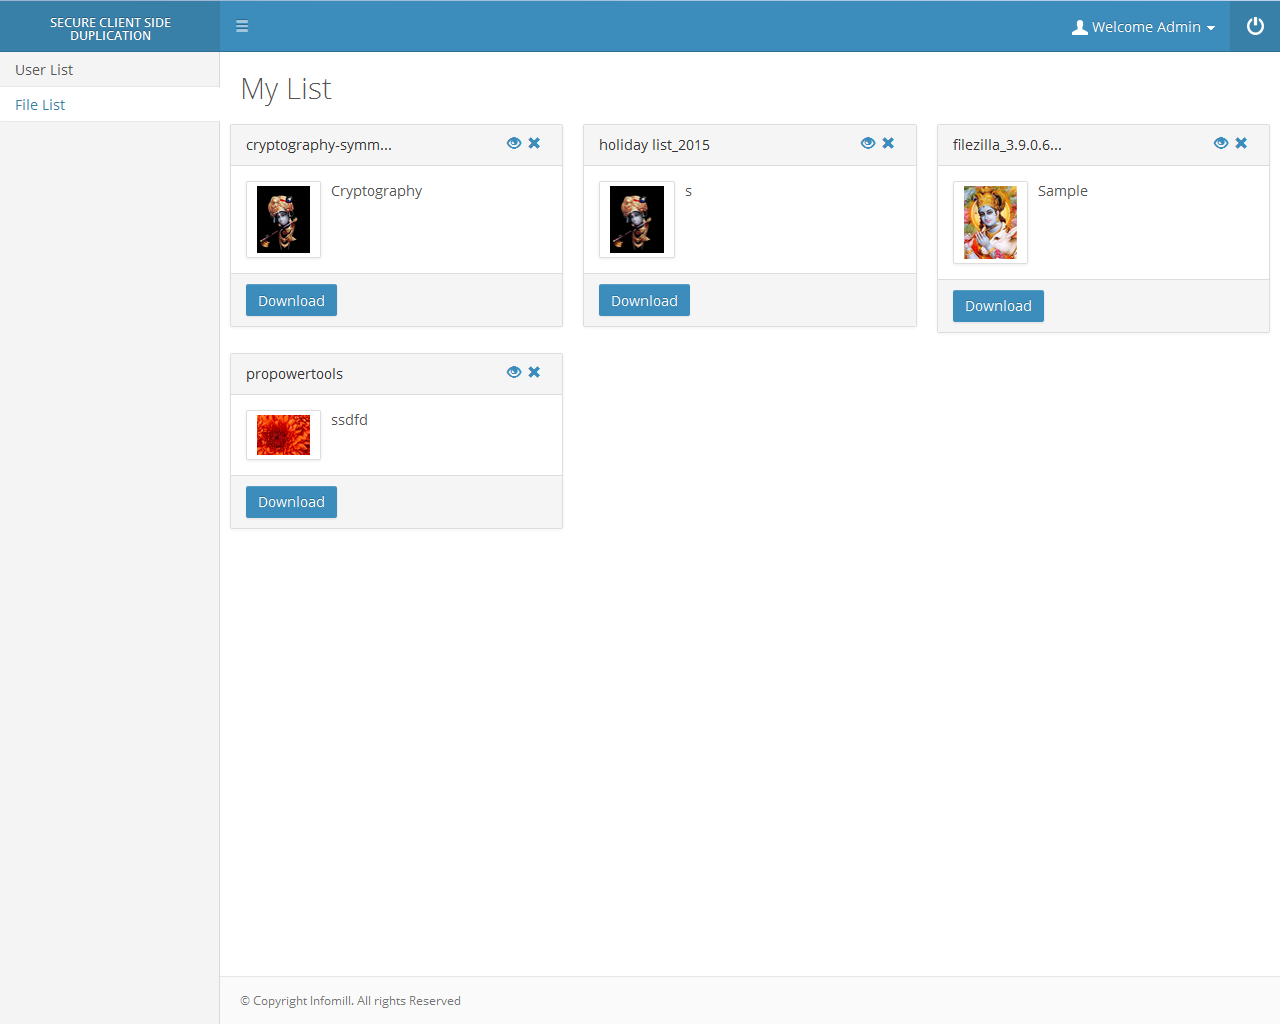 SECURE CLIENT SIDE
DUPLICATION
Welcome Admin
User List
File List
My List
cryptography-symm...
Cryptography
Download
holiday list_2015
s
Download
filezilla_3.9.0.6...
Sample
Download
propowertools
ssdfd
Download
© Copyright Infomill. All rights Reserved